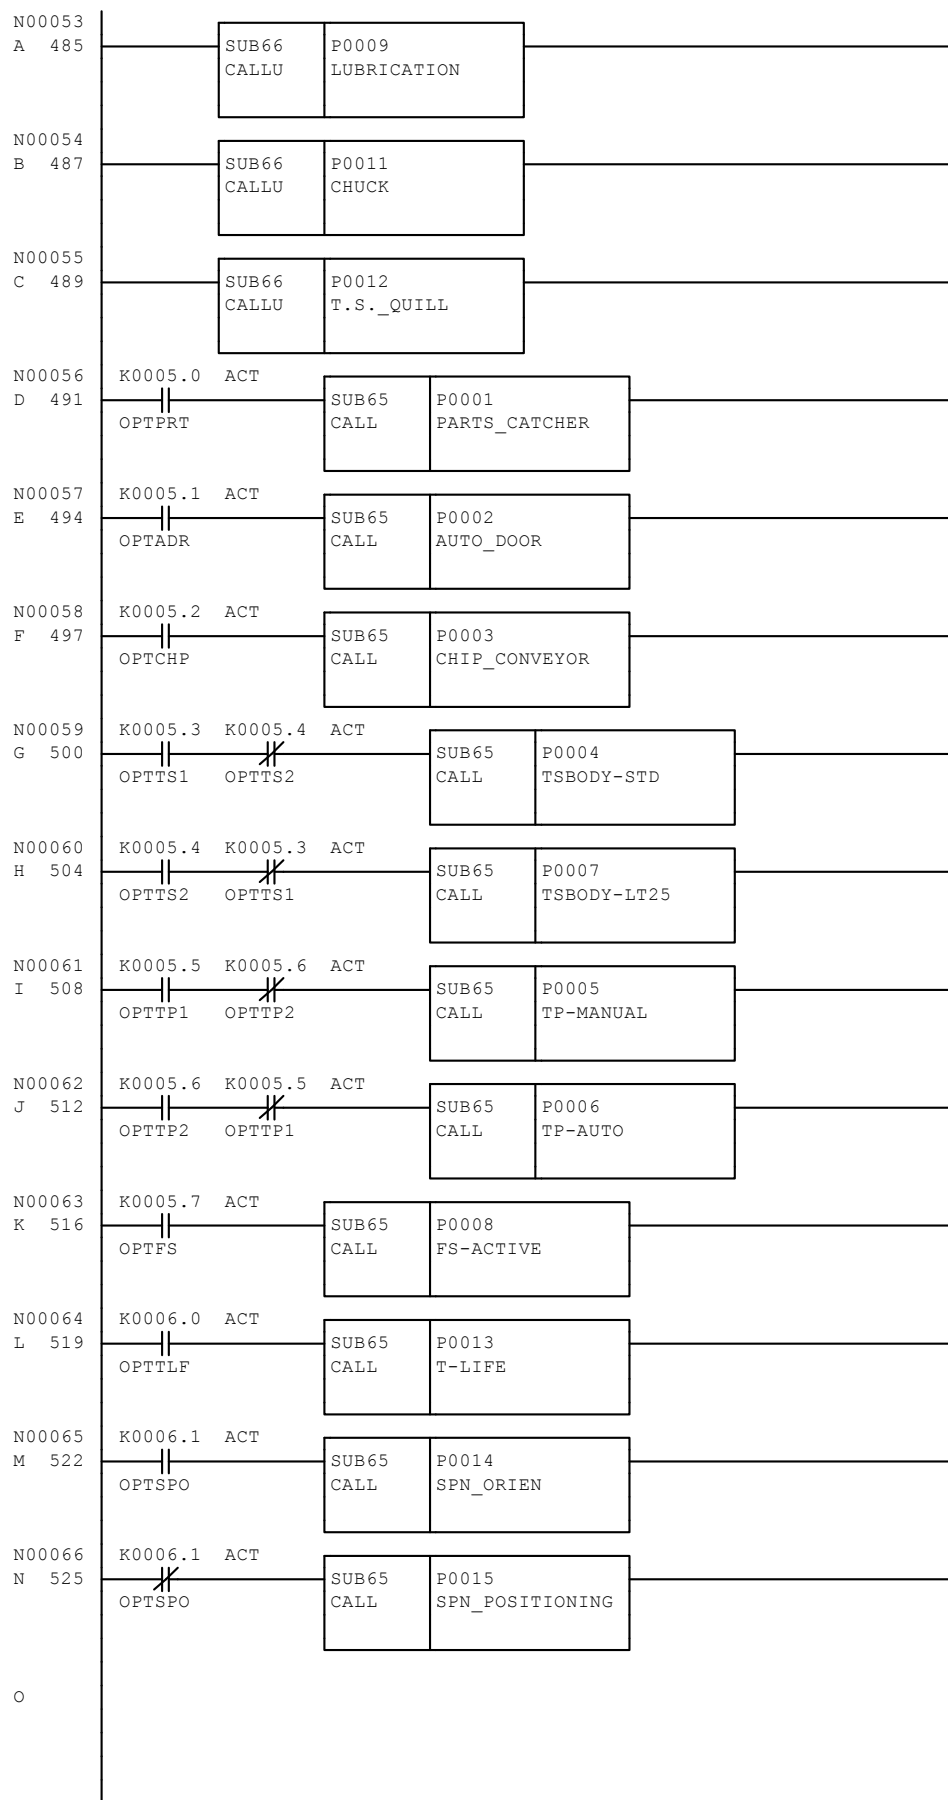 N00053
A 485 SUB66 P0009
CALLU LUBRICATION
N00054
B 487 SUB66 P0011
CALLU CHUCK
N00055
C 489 SUB66 P0012
CALLU T.S._QUILL
N00056 K0005.0 ACT
D 491 SUB65 P0001
OPTPRT CALL PARTS_CATCHER
N00057 K0005.1 ACT
E 494 SUB65 P0002
OPTADR CALL AUTO_DOOR
N00058 K0005.2 ACT
F 497 SUB65 P0003
OPTCHP CALL CHIP_CONVEYOR
N00059 K0005.3 K0005.4 ACT
G 500 SUB65 P0004
OPTTS1 OPTTS2 CALL TSBODY-STD
N00060 K0005.4 K0005.3 ACT
H 504 SUB65 P0007
OPTTS2 OPTTS1 CALL TSBODY-LT25
N00061 K0005.5 K0005.6 ACT
I 508 SUB65 P0005
OPTTP1 OPTTP2 CALL TP-MANUAL
N00062 K0005.6 K0005.5 ACT
J 512 SUB65 P0006
OPTTP2 OPTTP1 CALL TP-AUTO
N00063 K0005.7 ACT
K 516 SUB65 P0008
OPTFS CALL FS-ACTIVE
N00064 K0006.0 ACT
L 519 SUB65 P0013
OPTTLF CALL T-LIFE
N00065 K0006.1 ACT
M 522 SUB65 P0014
OPTSPO CALL SPN_ORIEN
N00066 K0006.1 ACT
N 525 SUB65 P0015
OPTSPO CALL SPN_POSITIONING
O